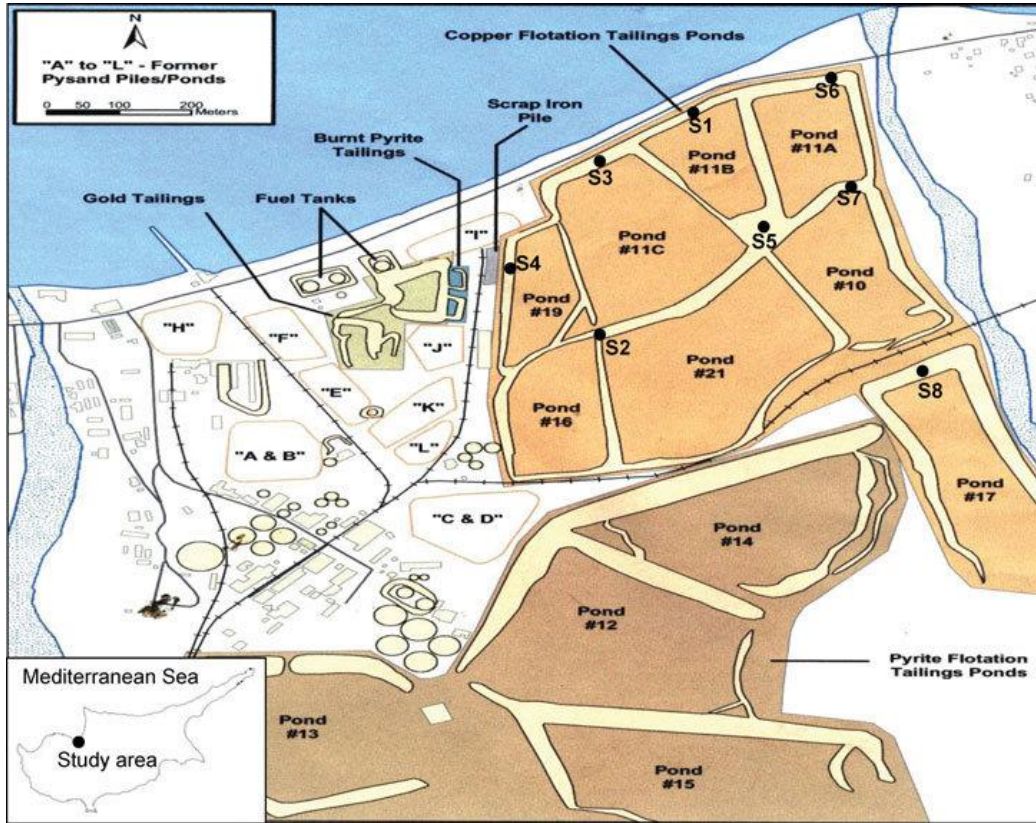 N
"A" to "L" - Former
Pysand Piles/Ponds
0 100 200
Meters
Copper Flotation Tailings Ponds
Scrap Iron
Pile
Burnt Pyrite
Tailings
Gold Tailings
Fuel Tanks
S6
S1
Pond
#11A
Pond
#11B
S3
S7
S5
"I"
Pond
#11C
S4
Pond
#10
Pond
#19
"H"
"F"
"J"
S2
Pond
#21
S8
"E"
"K"
Pond
#16
"L"
"A & B"
Pond
#17
"C & D"
Pond
#14
Pond
#12
Pyrite Flotation
Tailings Ponds
Mediterranean Sea
Study area
Pond
#13
Pond
#15